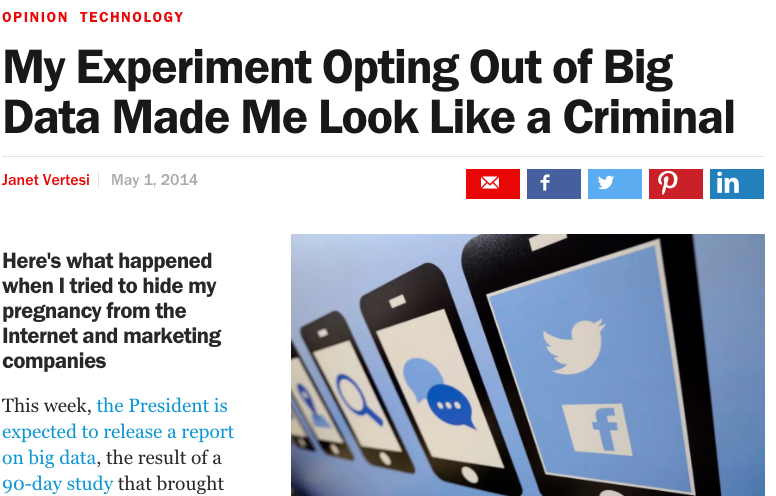 OPINION TECHNOLOGY
My Experiment Opting Out of Big
Data Made Me Look Like a Criminal
Janet Vertesi | May 1, 2014
Here's what happened
when I tried to hide my
pregnancy from the
Internet and marketing
companies
This week, the President is
expected to release a report
on big data, the result of a
90-day study that brought